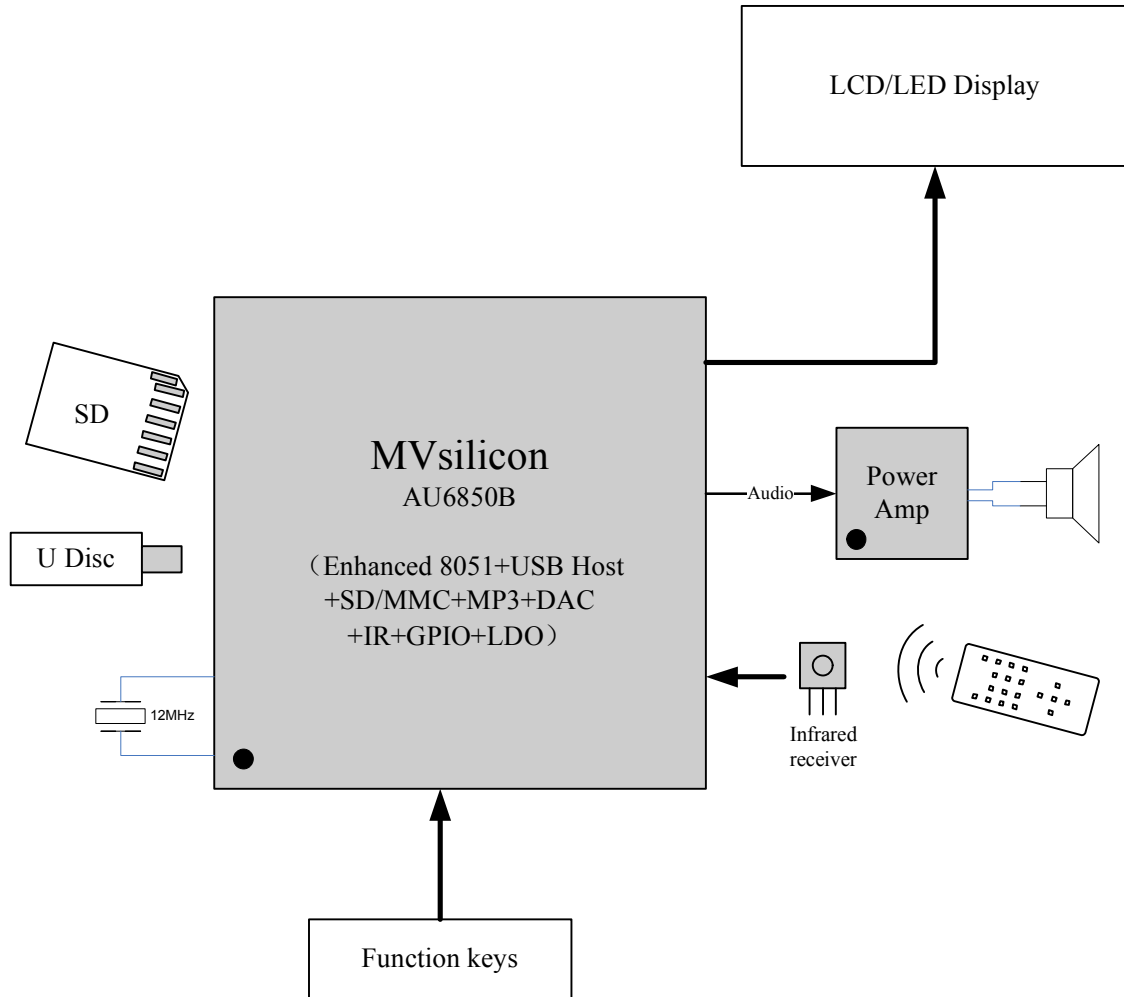 LCD/LED Display
SD
MVsilicon
AU6850B
Audio
Power
Amp
U Disc
（Enhanced 8051+USB Host
+SD/MMC+MP3+DAC
+IR+GPIO+LDO）
12MHz
Infrared
receiver
Function keys